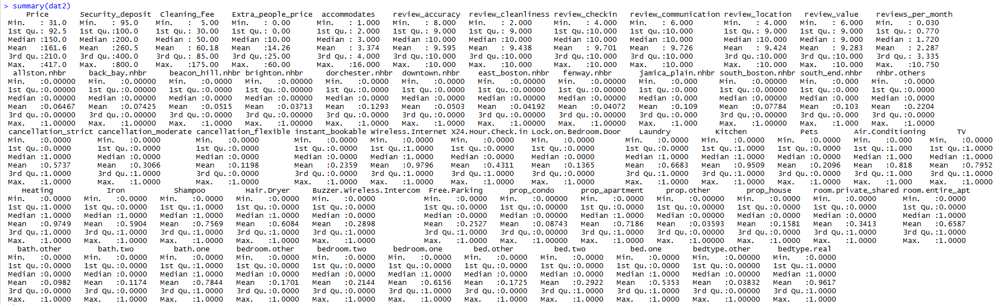 > summary(dat2)
Price Security_deposit Cleaning_fee Extra_people_price accommodates review_accuracy review_cleanliness review_checkin review_communication review_location review_value reviews_per_month
Min. : 31.0 Min. : 95.0 Min. : 5.00 Min. : 0.00 Min. : 1.000 Min. : 8.000 Min. : 2.000 Min. : 4.000 Min. : 6.000 Min. : 4.000 Min. : 6.000 Min. : 0.030
1st Qu.: 92.5 1st Qu.:100.0 1st Qu.: 30.00 1st Qu.: 0.00 1st Qu.: 2.000 1st Qu.: 9.000 1st Qu.: 9.000 1st Qu.:10.000 1st Qu.:10.000 1st Qu.: 9.000 1st Qu.: 9.000 1st Qu.: 0.770
Median :150.0 Median :200.0 Median : 50.00 Median :10.00 Median : 3.000 Median :10.000 Median :10.000 Median :10.000 Median :10.000 Median :10.000 Median : 9.000 Median : 1.720
Mean :161.6 Mean :260.5 Mean : 60.18 Mean :14.26 Mean : 3.374 Mean : 9.595 Mean : 9.438 Mean : 9.701 Mean : 9.726 Mean : 9.424 Mean : 9.283 Mean : 2.287
3rd Qu.:210.0 3rd Qu.:400.0 3rd Qu.: 85.00 3rd Qu.:25.00 3rd Qu.: 4.000 3rd Qu.:10.000 3rd Qu.:10.000 3rd Qu.:10.000 3rd Qu.:10.000 3rd Qu.:10.000 3rd Qu.:10.000 3rd Qu.: 3.335
Max. :417.0 Max. :800.0 Max. :175.00 Max. :60.00 Max. :16.000 Max. :10.000 Max. :10.000 Max. :10.000 Max. :10.000 Max. :10.000 Max. :10.000 Max. :10.750
allston.nhbr back_bay.nhbr beacon_hill.nhbr brighton.nhbr dorchester.nhbr downtown.nhbr east_boston.nhbr fenway.nhbr jamica_plain.nhbr south_boston.nhbr south_end.nhbr nhbr.others
Min. :0.00000 Min. :0.00000 Min. :0.0000 Min. :0.00000 Min. :0.0000 Min. :0.0000 Min. :0.00000 Min. :0.00000 Min. :0.000 Min. :0.00000 Min. :0.000 Min. :0.0000
1st Qu.:0.00000 1st Qu.:0.00000 1st Qu.:0.0000 1st Qu.:0.00000 1st Qu.:0.0000 1st Qu.:0.0000 1st Qu.:0.00000 1st Qu.:0.00000 1st Qu.:0.000 1st Qu.:0.00000 1st Qu.:0.000 1st Qu.:0.0000
Median :0.00000 Median :0.00000 Median :0.0000 Median :0.00000 Median :0.0000 Median :0.0000 Median :0.00000 Median :0.00000 Median :0.000 Median :0.00000 Median :0.000 Median :0.0000
Mean :0.06467 Mean :0.07425 Mean :0.0515 Mean :0.03713 Mean :0.1293 Mean :0.0503 Mean :0.04192 Mean :0.04072 Mean :0.109 Mean :0.07784 Mean :0.103 Mean :0.2204
3rd Qu.:0.00000 3rd Qu.:0.00000 3rd Qu.:0.0000 3rd Qu.:0.00000 3rd Qu.:0.0000 3rd Qu.:0.0000 3rd Qu.:0.00000 3rd Qu.:0.00000 3rd Qu.:0.000 3rd Qu.:0.00000 3rd Qu.:0.000 3rd Qu.:0.0000
Max. :1.00000 Max. :1.00000 Max. :1.0000 Max. :1.00000 Max. :1.0000 Max. :1.0000 Max. :1.00000 Max. :1.00000 Max. :1.000 Max. :1.00000 Max. :1.000 Max. :1.0000
cancellation_strict cancellation_moderate cancellation_flexible instant_bookable Wireless.Internet X24.Hour.Check.in Lock.on.Bedroom.Door Laundry Kitchen Pets Air.Conditioning TV
Min. :0.0000 Min. :0.0000 Min. :0.0000 Min. :0.0000 Min. :0.0000 Min. :0.0000 Min. :0.0000 Min. :0.0000 Min. :0.0000 Min. :0.0000 Min. :0.000 Min. :0.0000
1st Qu.:0.0000 1st Qu.:0.0000 1st Qu.:0.0000 1st Qu.:0.0000 1st Qu.:1.0000 1st Qu.:0.0000 1st Qu.:0.0000 1st Qu.:0.0000 1st Qu.:1.0000 1st Qu.:0.0000 1st Qu.:1.000 1st Qu.:1.0000
Median :1.0000 Median :0.0000 Median :0.0000 Median :0.0000 Median :1.0000 Median :0.0000 Median :0.0000 Median :1.0000 Median :1.0000 Median :0.0000 Median :1.000 Median :1.0000
Mean :0.5737 Mean :0.3066 Mean :0.1198 Mean :0.2359 Mean :0.9796 Mean :0.4311 Mean :0.1365 Mean :0.6683 Mean :0.9509 Mean :0.2096 Mean :0.818 Mean :0.7952
3rd Qu.:1.0000 3rd Qu.:1.0000 3rd Qu.:0.0000 3rd Qu.:0.0000 3rd Qu.:1.0000 3rd Qu.:1.0000 3rd Qu.:0.0000 3rd Qu.:1.0000 3rd Qu.:1.0000 3rd Qu.:0.0000 3rd Qu.:1.000 3rd Qu.:1.0000
Max. :1.0000 Max. :1.0000 Max. :1.0000 Max. :1.0000 Max. :1.0000 Max. :1.0000 Max. :1.0000 Max. :1.0000 Max. :1.0000 Max. :1.0000 Max. :1.000 Max. :1.0000
Heating Iron Shampoo Hair.Dryer Buzzer.Wireless.Intercom Free.Parking prop_condo prop_apartment prop.other prop_house room.private_shared room.entire_apt
Min. :0.0000 Min. :0.0000 Min. :0.0000 Min. :0.0000 Min. :0.0000 Min. :0.0000 Min. :0.00000 Min. :0.0000 Min. :0.00000 Min. :0.0000 Min. :0.0000 Min. :0.0000
1st Qu.:1.0000 1st Qu.:0.0000 1st Qu.:1.0000 1st Qu.:0.0000 1st Qu.:0.0000 1st Qu.:0.0000 1st Qu.:0.00000 1st Qu.:0.0000 1st Qu.:0.00000 1st Qu.:0.0000 1st Qu.:0.0000 1st Qu.:0.0000
Median :1.0000 Median :1.0000 Median :1.0000 Median :1.0000 Median :0.0000 Median :0.0000 Median :0.00000 Median :1.0000 Median :0.00000 Median :0.0000 Median :0.0000 Median :1.0000
Mean :0.9749 Mean :0.5904 Mean :0.7569 Mean :0.6084 Mean :0.2898 Mean :0.2527 Mean :0.08743 Mean :0.7186 Mean :0.03593 Mean :0.1581 Mean :0.3413 Mean :0.6587
3rd Qu.:1.0000 3rd Qu.:1.0000 3rd Qu.:1.0000 3rd Qu.:1.0000 3rd Qu.:1.0000 3rd Qu.:1.0000 3rd Qu.:0.00000 3rd Qu.:1.0000 3rd Qu.:0.00000 3rd Qu.:0.0000 3rd Qu.:1.0000 3rd Qu.:1.0000
Max. :1.0000 Max. :1.0000 Max. :1.0000 Max. :1.0000 Max. :1.0000 Max. :1.0000 Max. :1.00000 Max. :1.0000 Max. :1.00000 Max. :1.0000 Max. :1.0000 Max. :1.0000
bath.other bath.two bath.one bedroom.other bedroom.two bedroom.one bed.other bed.two bed.one bedtype.other bedtype.real
Min. :0.0000 Min. :0.0000 Min. :0.0000 Min. :0.0000 Min. :0.0000 Min. :0.0000 Min. :0.0000 Min. :0.0000 Min. :0.0000 Min. :0.00000 Min. :0.0000
1st Qu.:0.0000 1st Qu.:0.0000 1st Qu.:1.0000 1st Qu.:0.0000 1st Qu.:0.0000 1st Qu.:0.0000 1st Qu.:0.0000 1st Qu.:0.0000 1st Qu.:0.0000 1st Qu.:0.00000 1st Qu.:1.0000
Median :0.0000 Median :0.0000 Median :1.0000 Median :0.0000 Median :0.0000 Median :1.0000 Median :0.0000 Median :0.0000 Median :1.0000 Median :0.00000 Median :1.0000
Mean :0.0982 Mean :0.1174 Mean :0.7844 Mean :0.1701 Mean :0.2144 Mean :0.6156 Mean :0.1725 Mean :0.2922 Mean :0.5353 Mean :0.03832 Mean :0.9617
3rd Qu.:0.0000 3rd Qu.:0.0000 3rd Qu.:1.0000 3rd Qu.:0.0000 3rd Qu.:0.0000 3rd Qu.:1.0000 3rd Qu.:0.0000 3rd Qu.:1.0000 3rd Qu.:1.0000 3rd Qu.:0.00000 3rd Qu.:1.0000
Max. :1.0000 Max. :1.0000 Max. :1.0000 Max. :1.0000 Max. :1.0000 Max. :1.0000 Max. :1.0000 Max. :1.0000 Max. :1.0000 Max. :1.00000 Max. :1.0000